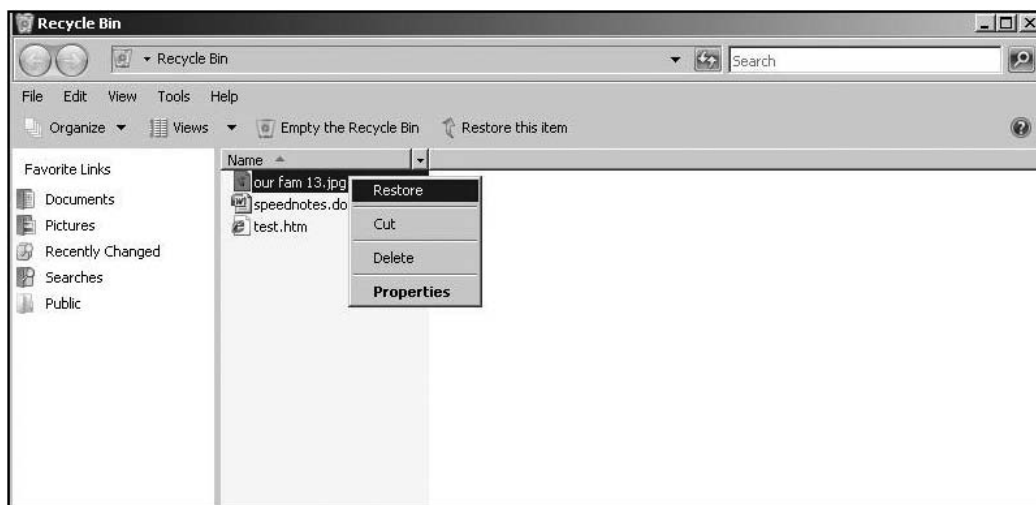 Recycle Bin
Recycle Bin
Search
File Edit View Tools Help
Organize Views Empty the Recycle Bin Restore this item
Favorite Links
Documents
Pictures
Recently Changed
Searches
Public
Name
our fam 13.jpg
speednotes.do
test.htm
Restore
Cut
Delete
Properties